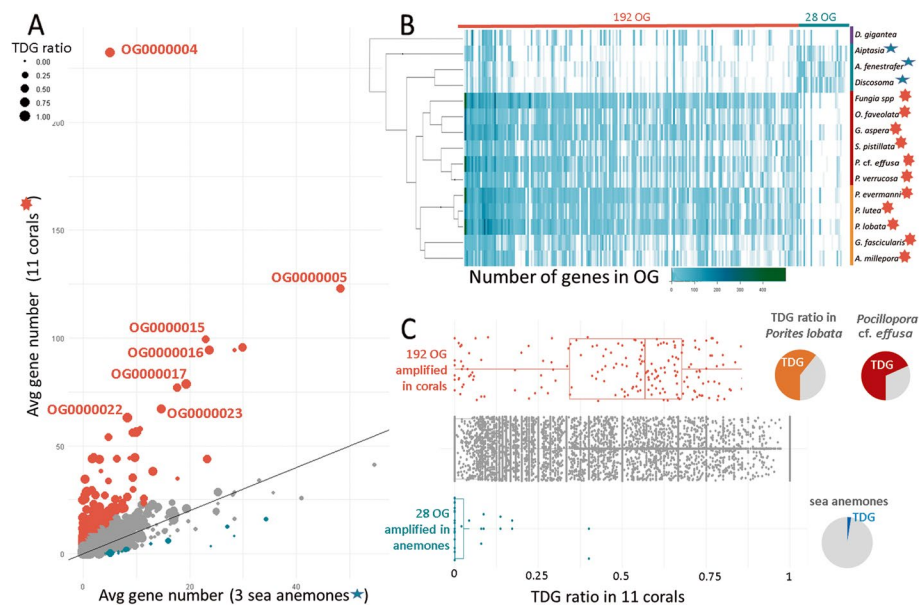 A
TDG ratio
0.00
0.25
0.50
0.75
1.00
OG0000004
OG0000005
OG0000015
OG0000016
OG0000017
OG0000022
OG0000023
200
150
100
50
0
Avg gene number (11 corals)
0
20
40
Avg gene number (3 sea anemones)
B
192 OG
28 OG
D. gigantea
Aiptasia
A. fenestrafer
Discosoma
Fungia spp
O. faveolata
G. aspera
S. pistillata
P. cf. effusa
P. verrucosa
P. evermanni
P. lutea
P. lobata
G. fascicularis
A. millepora
Number of genes in OG
0 100 200 300 400
C
192 OG
amplified
in corals
28 OG
amplified in
anemones
0
0.25
0.5
0.75
1
TDG ratio in 11 corals
TDG ratio in
Porites lobata
TDG
Pocillopora
cf. effusa
TDG
sea anemones
TDG